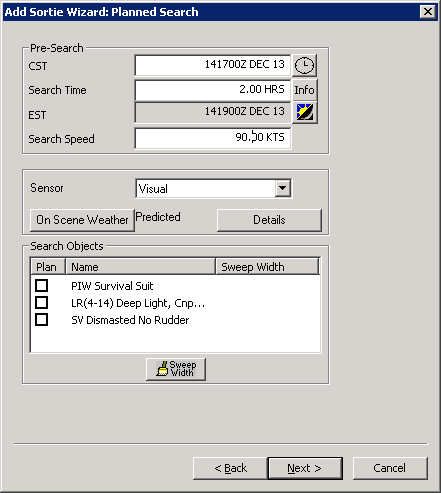 Add Sortie Wizard: Planned Search
Pre-Search
CST 141700Z DEC 13
Search Time 2.00 HRS Info
EST 141900Z DEC 13
Search Speed 90.00 KTS
Sensor Visual
On Scene Weather Predicted Details
Search Objects
Plan Name Sweep Width
PIW Survival Suit
LR(4-14) Deep Light, Cnp...
SV Dismasted No Rudder
Sweep
Width
< Back Next > Cancel